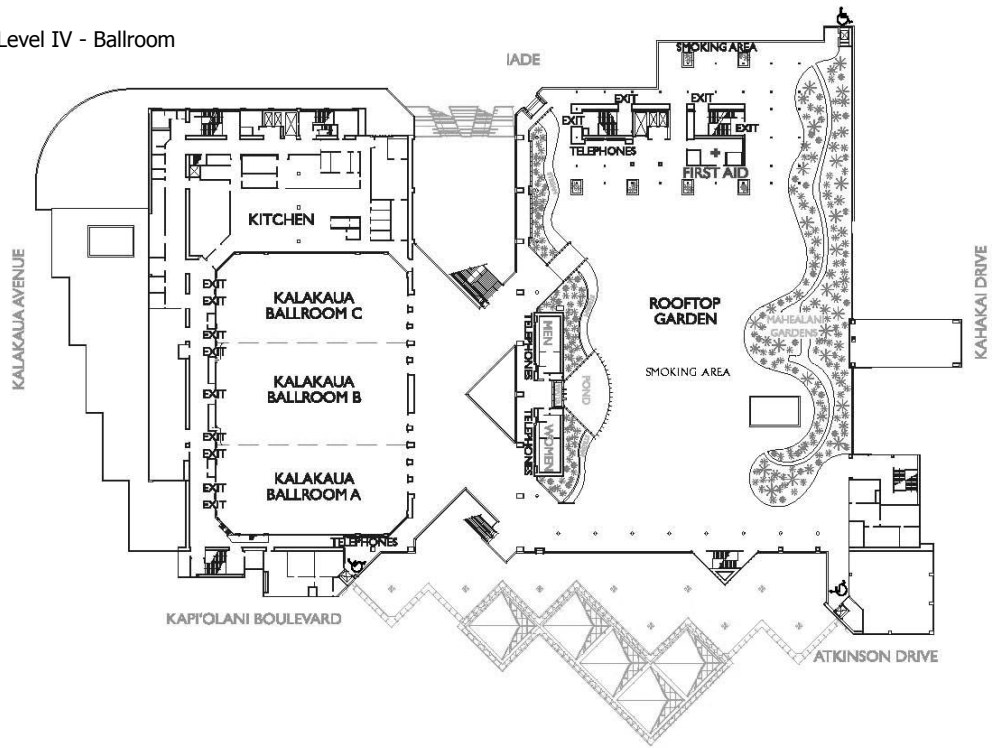 Level IV - Ballroom
SMOKING AREA
EXIT
EXIT
EXIT
EXIT
TELEPHONES
FIRST AID
KITCHEN
KALAKAUA AVENUE
KAHAKAI DRIVE
EXIT
EXIT
KALAKAUA
BALLROOM C
EXIT
EXIT
KALAKAUA
BALLROOM B
EXIT
EXIT
EXIT
KALAKAUA
BALLROOM A
EXIT
EXIT
TELEPHONES
TELEPHONES
MEN
TELEPHONES
WOMEN
POND
ROOFTOP
GARDEN
MAHEALANI
GARDENS
SMOKING AREA
KAPI'OLANI BOULEVARD
ATKINSON DRIVE